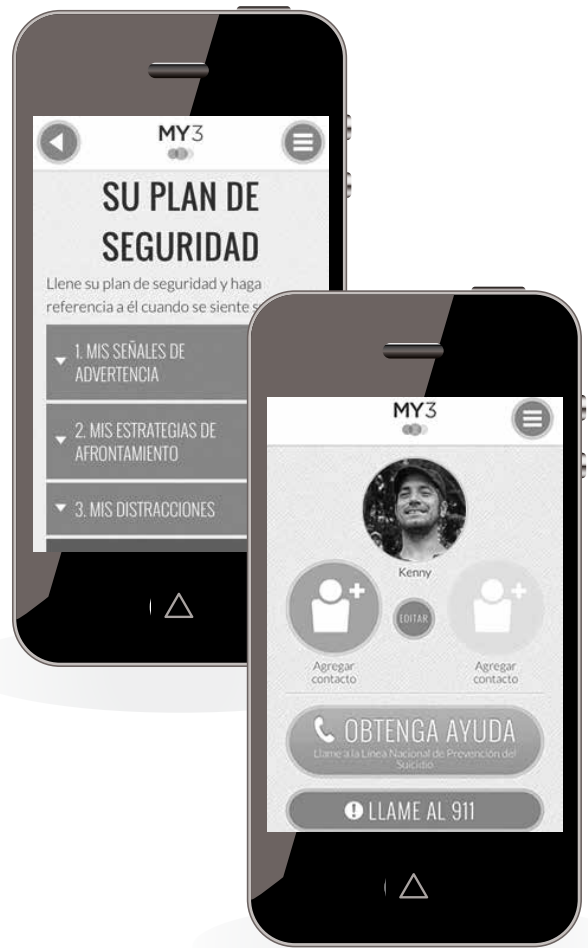 MY3
SU PLAN DE
SEGURIDAD
Llene su plan de seguridad y haga
referencia a él cuando se siente
1. MIS SEÑALES DE
ADVERTENCIA
2. MIS ESTRATEGIAS DE
AFRONTAMIENTO
3. MIS DISTRACCIONES
MY3
Kenny
EDITAR
Agregar
contacto
Agregar
contacto
OBTENGA AYUDA
Llame a la Línea Nacional de Prevención del
Suicidio
LLAME AL 911